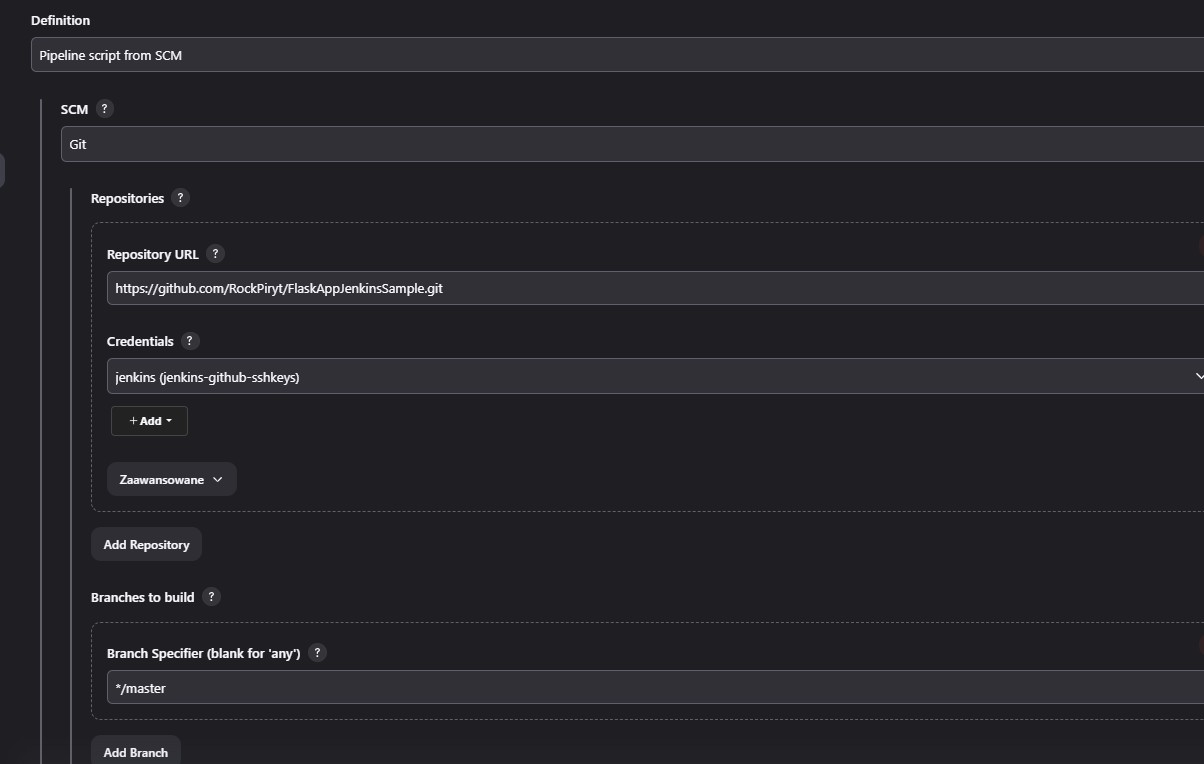 Definition
Pipeline script from SCM
SCM ?
Git
Repositories ?
Repository URL ?
https://github.com/RockPiryt/FlaskAppJenkinsSample.git
Credentials ?
jenkins (jenkins-github-sshkeys)
+ Add
Zaawansowane
Add Repository
Branches to build ?
Branch Specifier (blank for 'any') ?
*/master
Add Branch